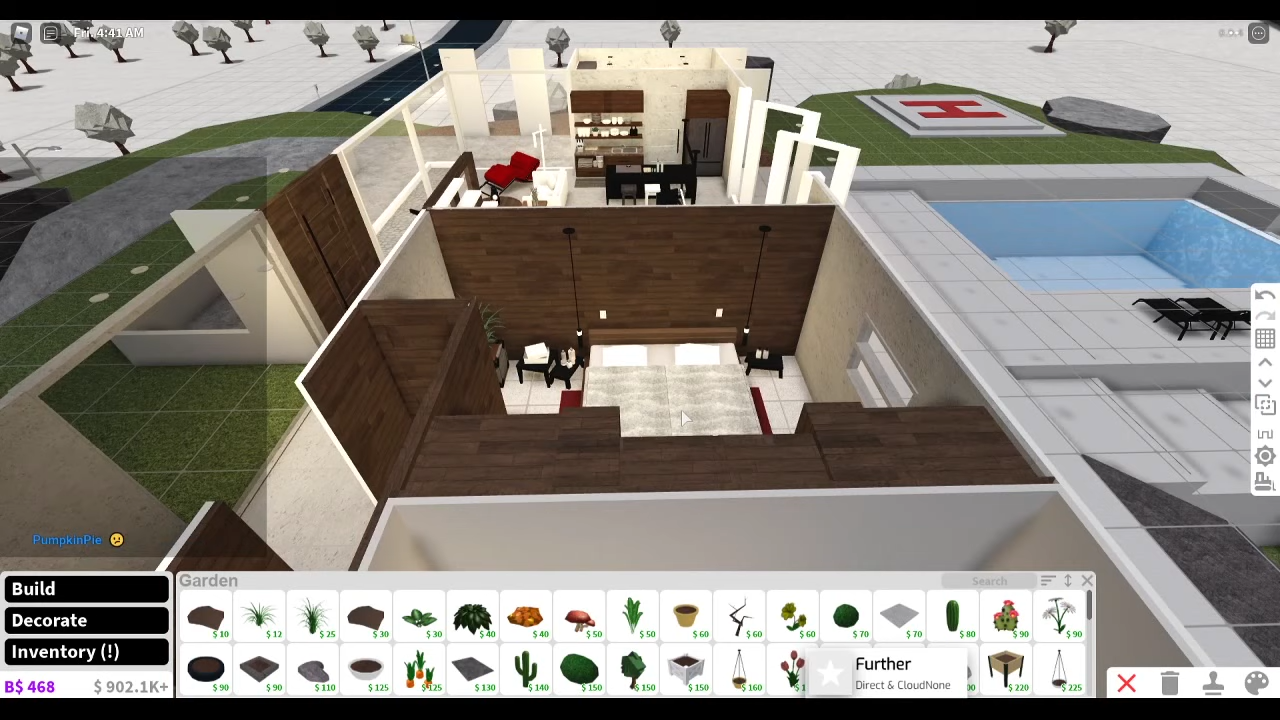 Fri. 4:41 AM
H
PumpkinPie
Build
Decorate
Inventory (!)
B$ 468 $ 902.1K+
Garden
Search
$ 10 $ 12 $ 25 $ 30 $ 30 $ 40 $ 40 $ 50 $ 50 $ 60 $ 60 $ 60 $ 70 $ 70 $ 80 $ 90 $ 90
$ 90 $ 90 $ 110 $ 125 $ 125 $ 130 $ 140 $ 150 $ 150 $ 150 $ 160 $ 220 $ 225
Further
Direct & CloudNone